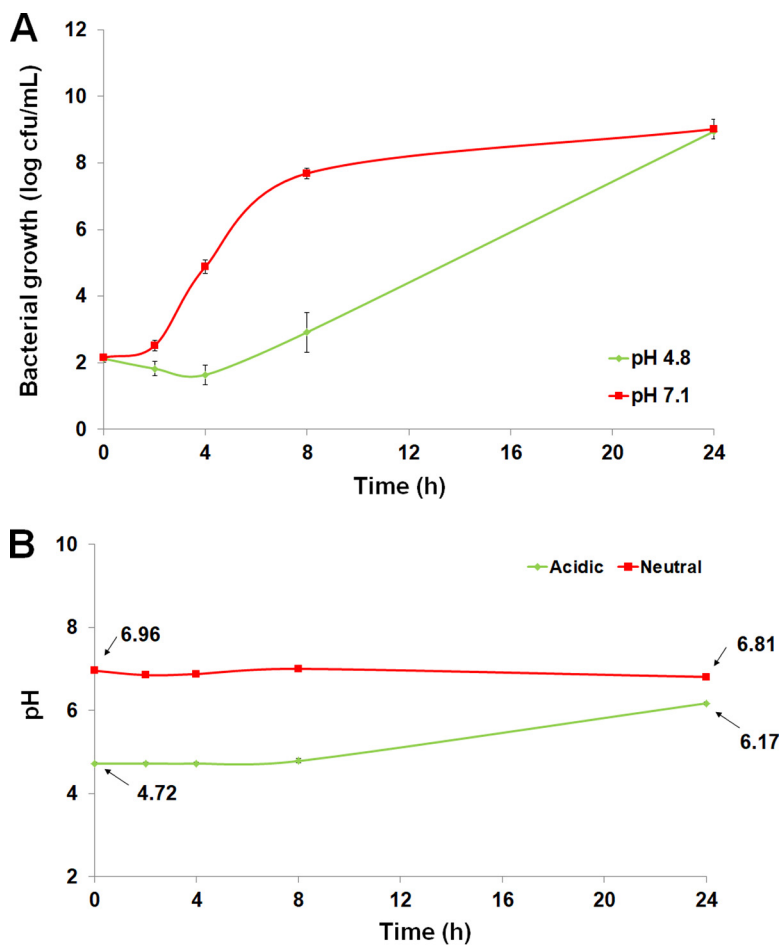 A
12
10
8
6
4
2
0
Bacterial growth (log cfu/mL)
pH 4.8
pH 7.1
0 4 8 12 16 20 24
Time (h)
B
10
8
6
4
2
pH
Acidic Neutral
6.96
6.81
6.17
4.72
0 4 8 12 16 20 24
Time (h)